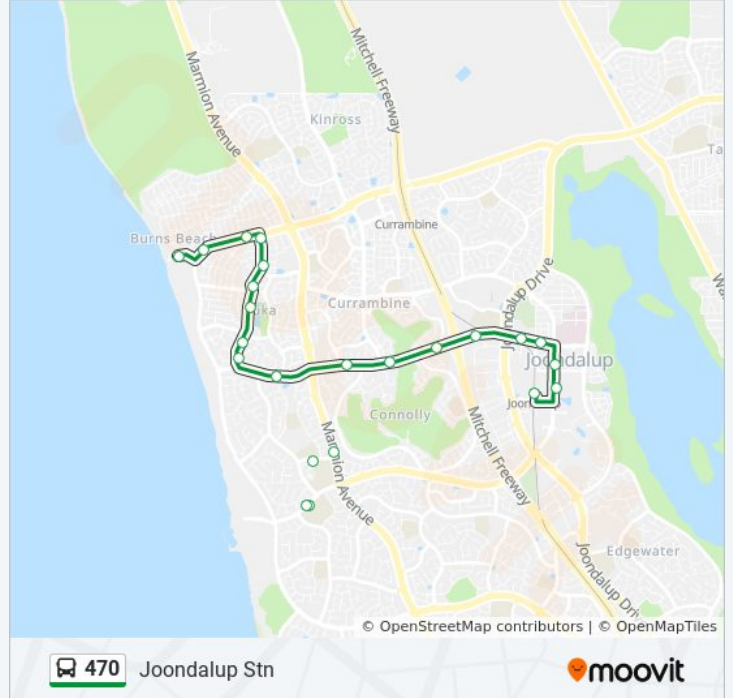 Marmion Avenue
Mitchell Freeway
Kinross
Burns Beach
Currambine
Currambine
Joondalup Drive
Joondalup
Connolly
Marmion Avenue
Mitchell Freeway
Edgewater
Joondalup Dri
© OpenStreetMap contributors | © OpenMapTiles
470 Joondalup Stn
moovit